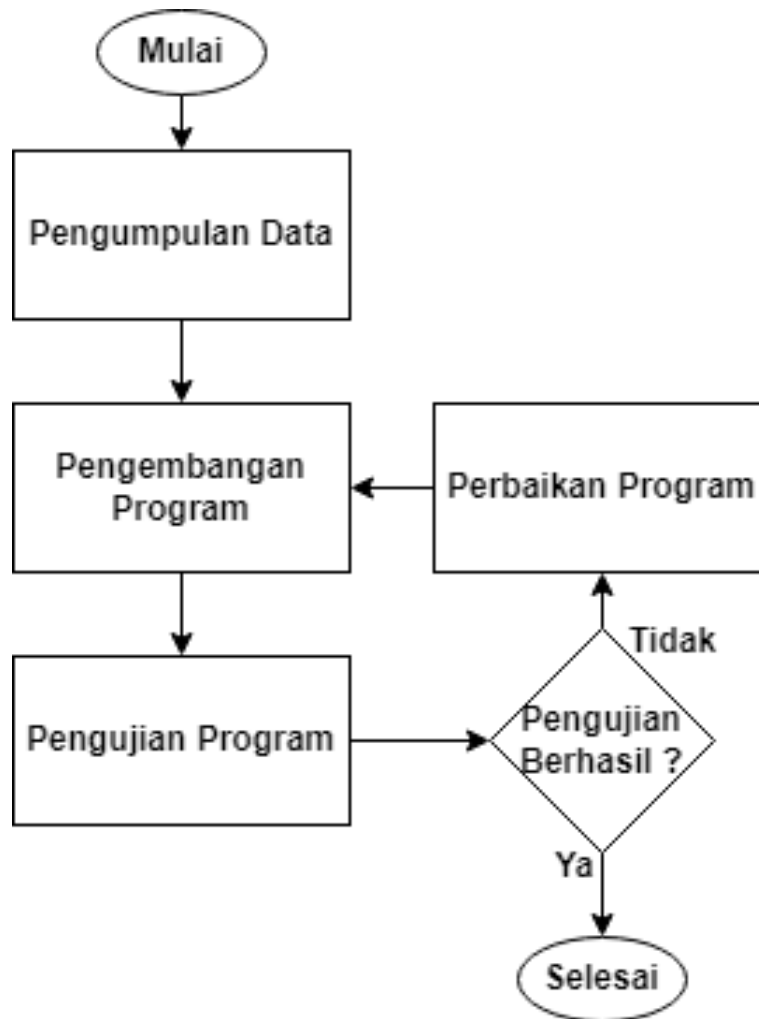 Mulai
Pengumpulan Data
Pengembangan
Program
Perbaikan Program
Pengujian Program
Pengujian
Berhasil ?
Tidak
Ya
Selesai